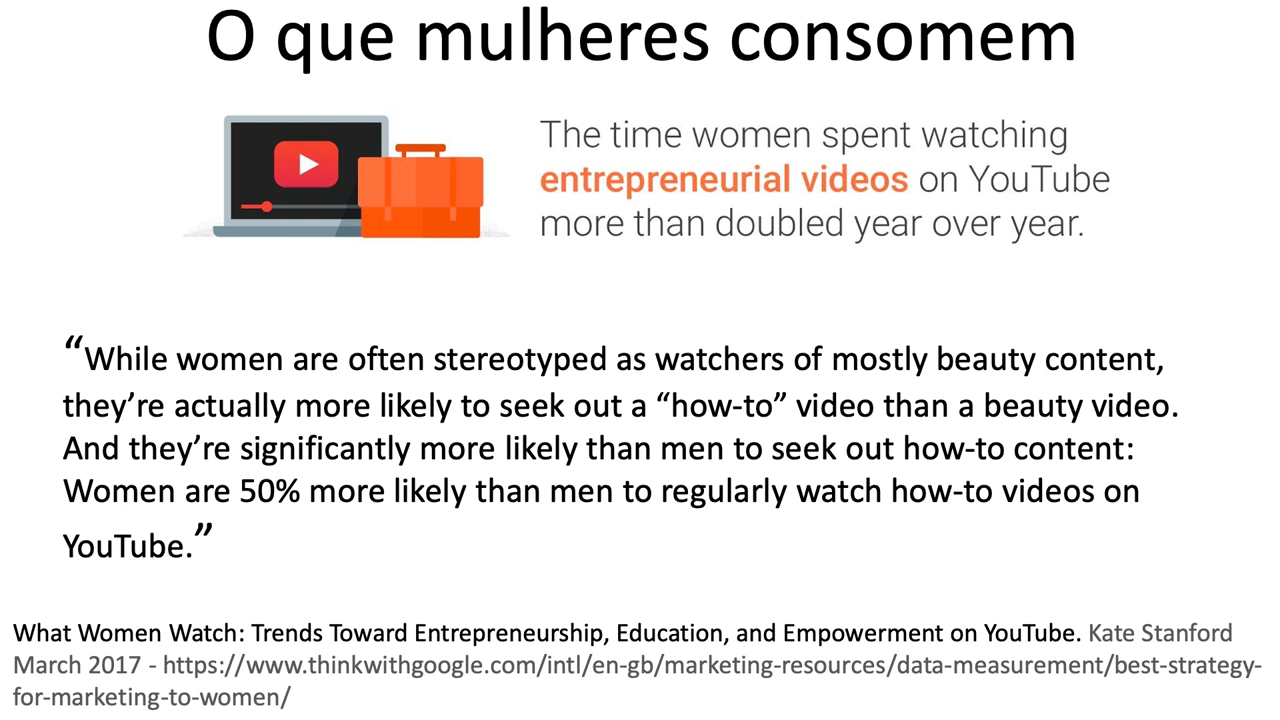 O que mulheres consomem
The time women spent watching
entrepreneurial videos on YouTube
more than doubled year over year.
“While women are often stereotyped as watchers of mostly beauty content,
they’re actually more likely to seek out a “how-to” video than a beauty video.
And they’re significantly more likely than men to seek out how-to content:
Women are 50% more likely than men to regularly watch how-to videos on
YouTube.”
What Women Watch: Trends Toward Entrepreneurship, Education, and Empowerment on YouTube. Kate Stanford
March 2017 - https://www.thinkwithgoogle.com/intl/en-gb/marketing-resources/data-measurement/best-strategy-
for-marketing-to-women/